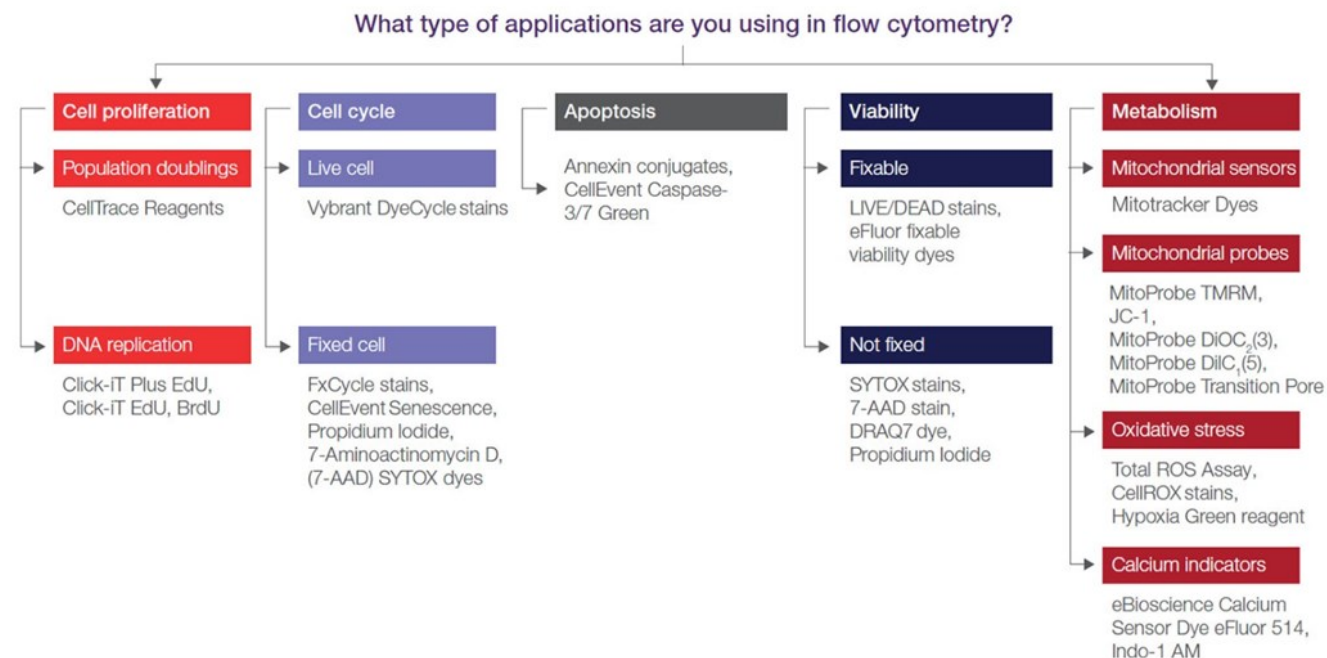 What type of applications are you using in flow cytometry?
Cell proliferation
Population doublings
CellTrace Reagents
DNA replication
Click-iT Plus EdU,
Click-iT EdU, BrdU
Cell cycle
Live cell
Vybrant DyeCycle stains
Fixed cell
FxCycle stains,
CellEvent Senescence,
Propidium Iodide,
7-Aminoactinomycin D,
(7-AAD) SYTOX dyes
Apoptosis
Annexin conjugates,
CellEvent Caspase-
3/7 Green
Viability
Fixable
LIVE/DEAD stains,
eFluor fixable
viability dyes
Not fixed
SYTOX stains,
7-AAD stain,
DRAQ7 dye,
Propidium Iodide
Metabolism
Mitochondrial sensors
Mitotracker Dyes
Mitochondrial probes
MitoProbe TMRM,
JC-1,
MitoProbe DiOC₂(3),
MitoProbe DilC₁(5),
MitoProbe Transition Pore
Oxidative stress
Total ROS Assay,
CellROX stains,
Hypoxia Green reagent
Calcium indicators
eBioscience Calcium
Sensor Dye eFluor 514,
Indo-1 AM